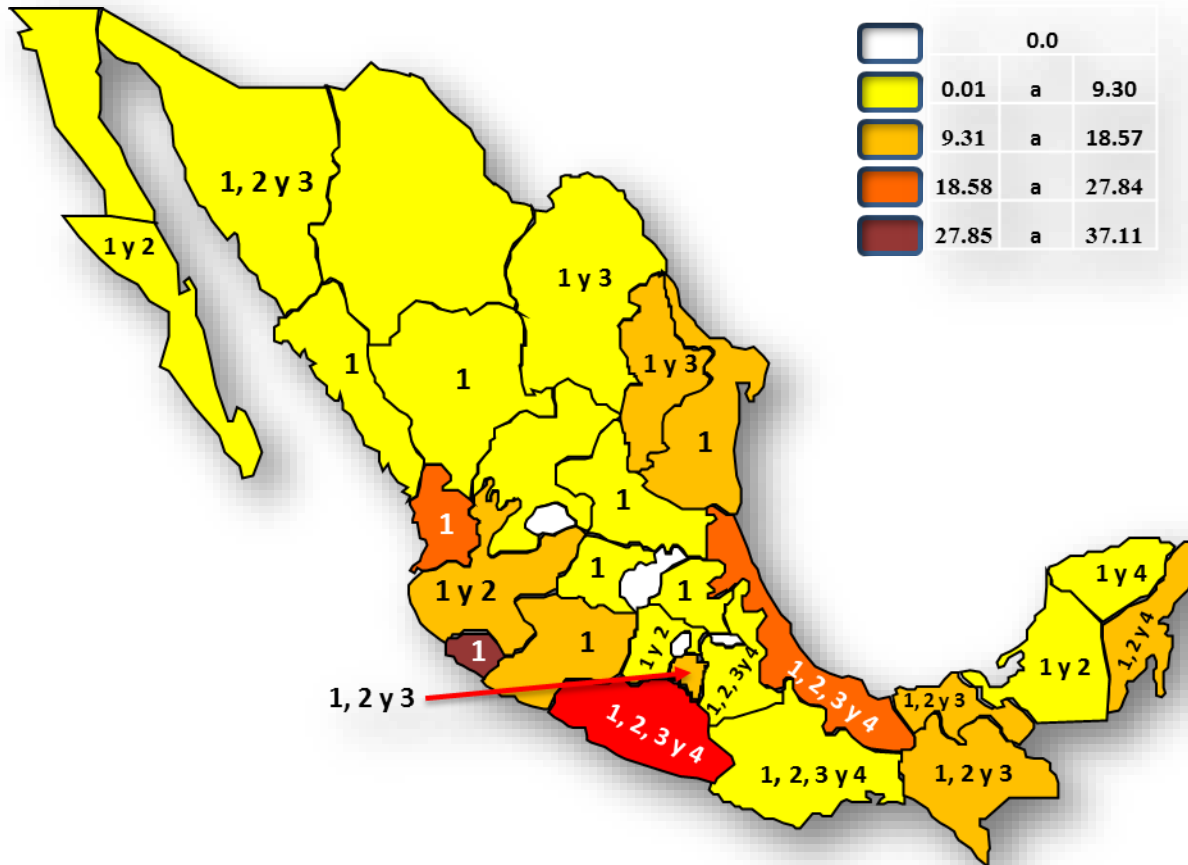 0.0
0.01 a 9.30
9.31 a 18.57
18.58 a 27.84
27.85 a 37.11
1, 2 y 3
1 y 2
1 y 3
1
1
1 y 3
1
1
1
1 y 2
1
1
1
1
1 y 2
1, 2, 3 y 4
1, 2 y 3
1, 2, 3 y 4
1, 2, 3 y 4
1, 2, 3 y 4
1, 2 y 3
1, 2 y 3
1 y 2
1 y 4
1, 2 y 4